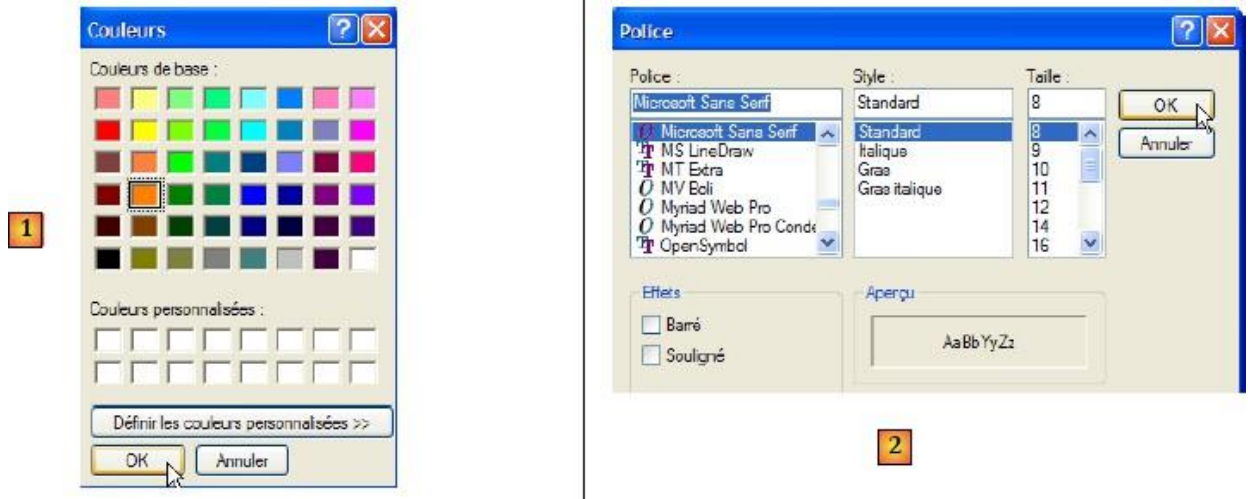 Couleurs
Couleurs de base :
Couleurs personnalisées :
Définir les couleurs personnalisées >>
OK
Annuler
1
Police
Police :
Style :
Taille :
Microsoft Sans Serif
Standard
8
OK
Annuler
Microsoft Sans Serif
MS LineDraw
MT Extra
MV Boli
Myriad Web Pro
Myriad Web Pro Conde
OpenSymbol
Standard
Italique
Gras
Gras italique
8
9
10
11
12
14
16
Effets
Barré
Souligné
Aperçu
AaBbYyZz
2